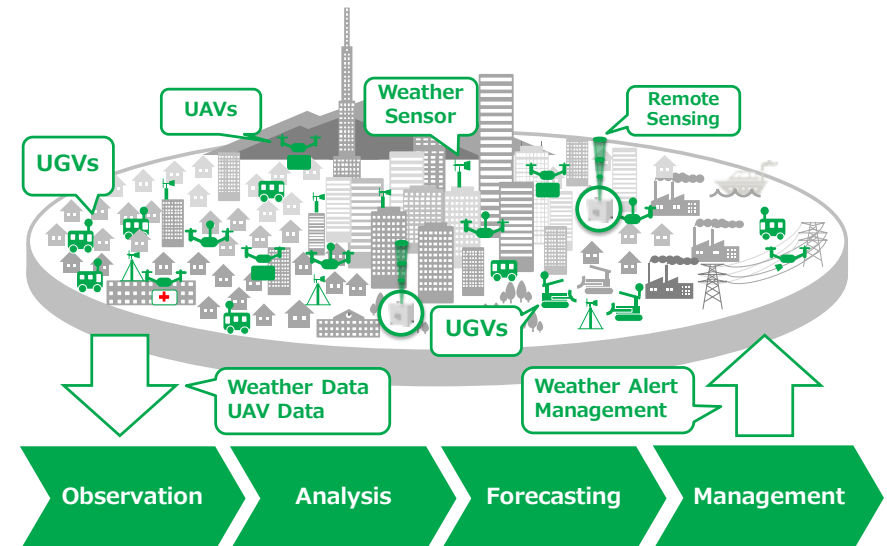 UAVs
Weather
Sensor
Remote
Sensing
UGVs
UGVs
Weather Data
UAV Data
Weather Alert
Management
Observation
Analysis
Forecasting
Management